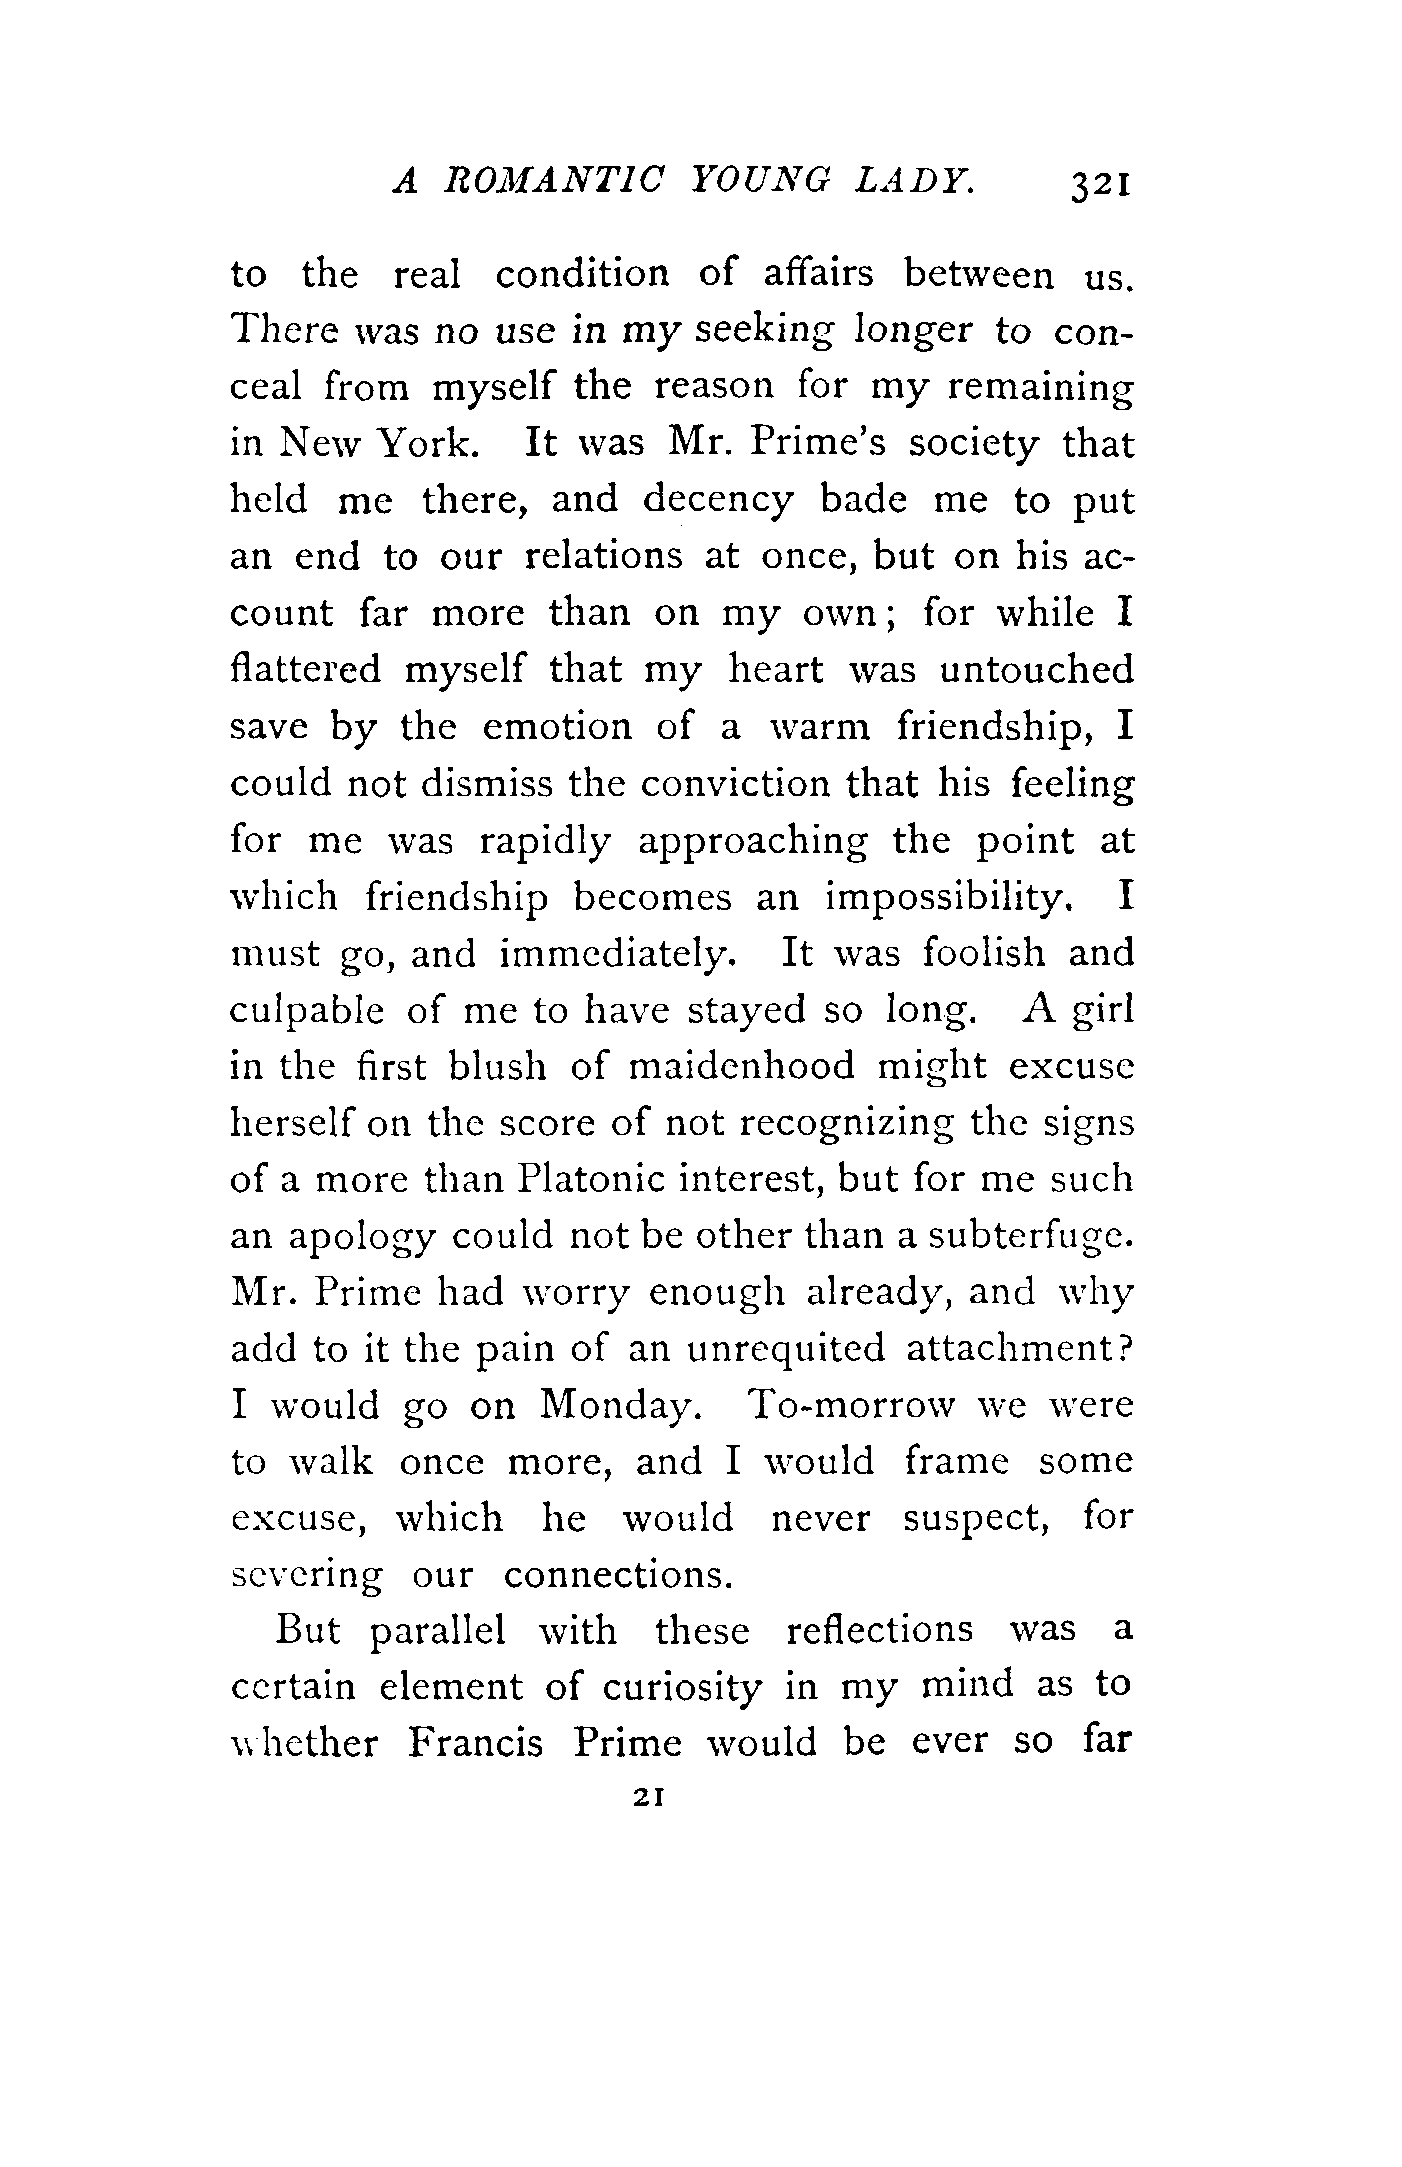 A ROMANTIC YOUNG LADY. 321
to the real condition of affairs between us.
There was no use in my seeking longer to con-
ceal from myself the reason for my remaining
in New York. It was Mr. Prime's society that
held me there, and decency bade me to put
an end to our relations at once, but on his ac-
count far more than on my own; for while I
flattered myself that my heart was untouched
save by the emotion of a warm friendship, I
could not dismiss the conviction that his feeling
for me was rapidly approaching the point at
which friendship becomes an impossibility. I
must go, and immediately. It was foolish and
culpable of me to have stayed so long. A girl
in the first blush of maidenhood might excuse
herself on the score of not recognizing the signs
of a more than Platonic interest, but for me such
an apology could not be other than a subterfuge.
Mr. Prime had worry enough already, and why
add to it the pain of an unrequited attachment?
I would go on Monday. To-morrow we were
to walk once more, and I would frame some
excuse, which he would never suspect, for
severing our connections.
But parallel with these reflections was a
certain element of curiosity in my mind as to
whether Francis Prime would be ever so far
21